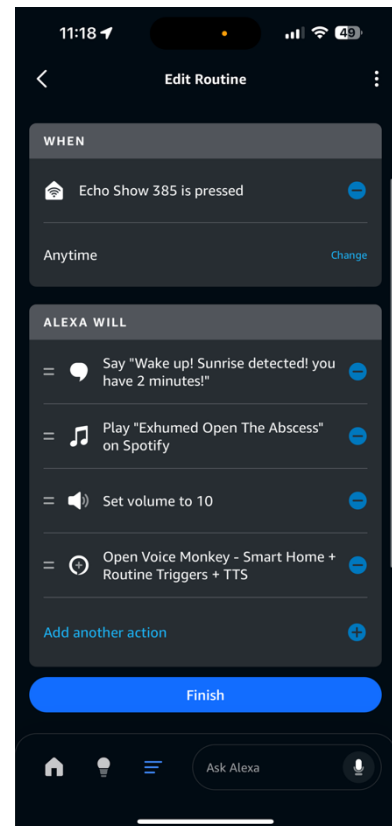 11:18
49
Edit Routine
WHEN
Echo Show 385 is pressed
Anytime
Change
ALEXA WILL
Say "Wake up! Sunrise detected! you
have 2 minutes!"
Play "Exhumed Open The Abscess"
on Spotify
Set volume to 10
Open Voice Monkey - Smart Home +
Routine Triggers + TTS
Add another action
Finish
Ask Alexa